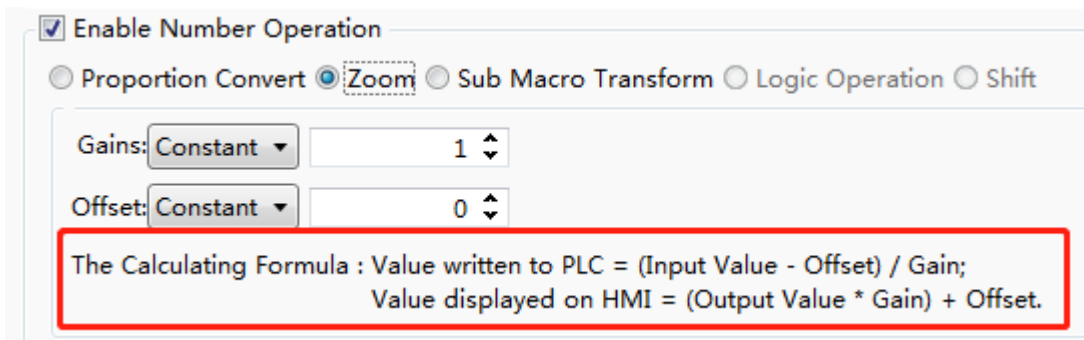 Enable Number Operation
Proportion Convert Zoom Sub Macro Transform Logic Operation Shift
Gains: Constant 1
Offset: Constant 0
The Calculating Formula : Value written to PLC = (Input Value - Offset) / Gain;
Value displayed on HMI = (Output Value * Gain) + Offset.